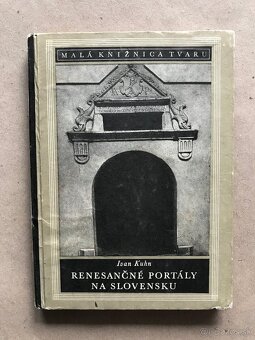 MALÁ KNIŽNICA TVARU
Ivan Kuhn
RENESANČNÉ PORTÁLY
NA SLOVENSKU